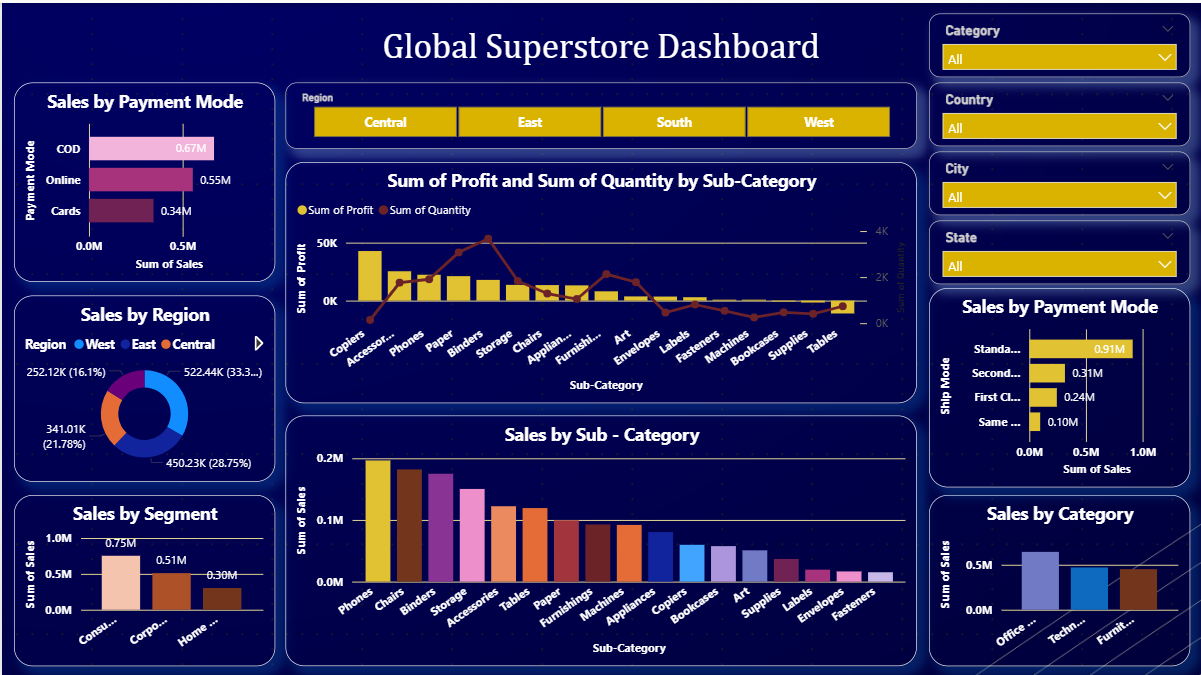 Global Superstore Dashboard
Category
All
Country
All
City
All
State
All
Region
Central East South West
Sales by Payment Mode
Payment Mode
COD 0.67M
Online 0.55M
Cards 0.34M
0.0M 0.5M
Sum of Sales
Sum of Profit and Sum of Quantity by Sub-Category
Sum of Profit Sum of Quantity
Sum of Profit
50K
0K
4K
2K
0K
Sum of Quantity
Copiers Accessor... Phones Paper Binders Storage Chairs Applian... Furnishi... Art Envelopes Labels Fasteners Machines Bookcases Supplies Tables
Sub-Category
Sales by Region
Region West East Central
252.12K (16.1%)
522.44K (33.3...)
341.01K
(21.78%)
450.23K (28.75%)
Sales by Payment Mode
Ship Mode
Standa... 0.91M
Second... 0.31M
First Cl... 0.24M
Same ... 0.10M
0.0M 0.5M 1.0M
Sum of Sales
Sales by Segment
Sum of Sales
1.0M
0.5M
0.0M
0.75M
0.51M
0.30M
Consu... Corpo... Home ...
Sales by Sub - Category
Sum of Sales
0.2M
0.1M
0.0M
Phones Chairs Binders Storage Accessories Tables Paper Furnishings Machines Appliances Copiers Bookcases Art Supplies Labels Envelopes Fasteners
Sub-Category
Sales by Category
Sum of Sales
0.5M
0.0M
Office ... Techn... Furnit...